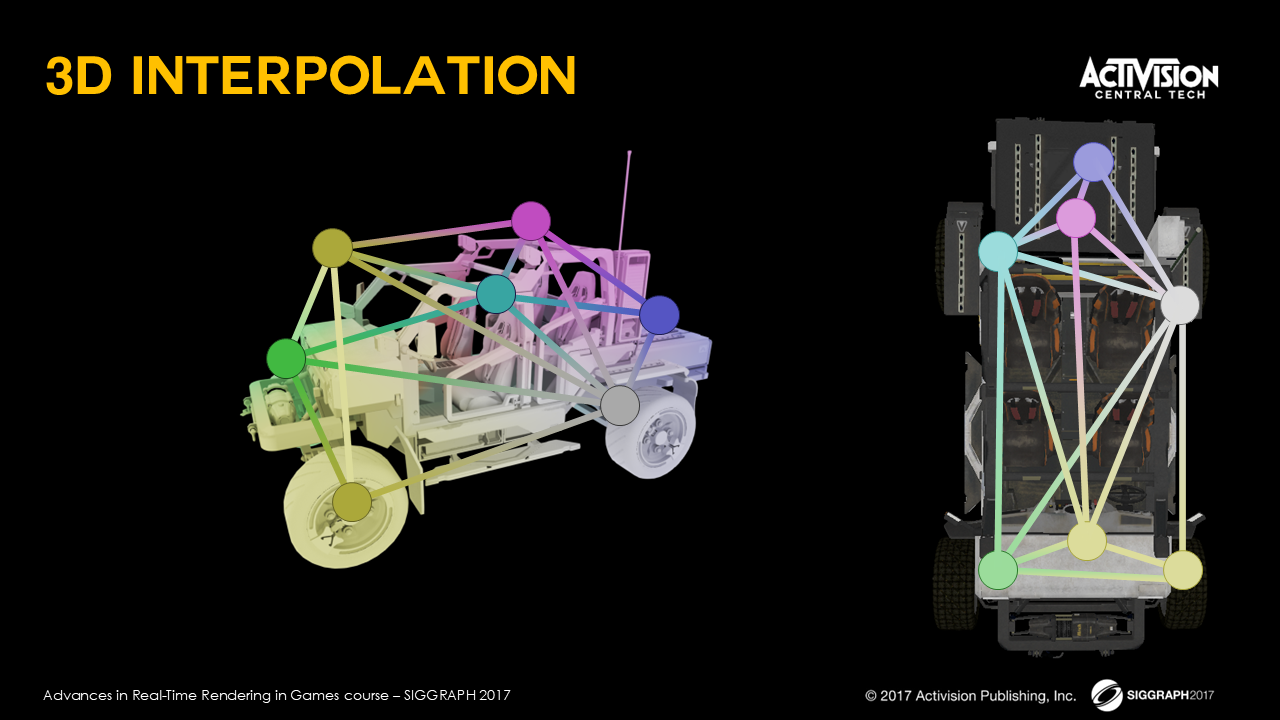 3D INTERPOLATION
ACTIVISION
CENTRAL TECH
Advances in Real-Time Rendering in Games course – SIGGRAPH 2017
© 2017 Activision Publishing, Inc.
SIGGRAPH2017